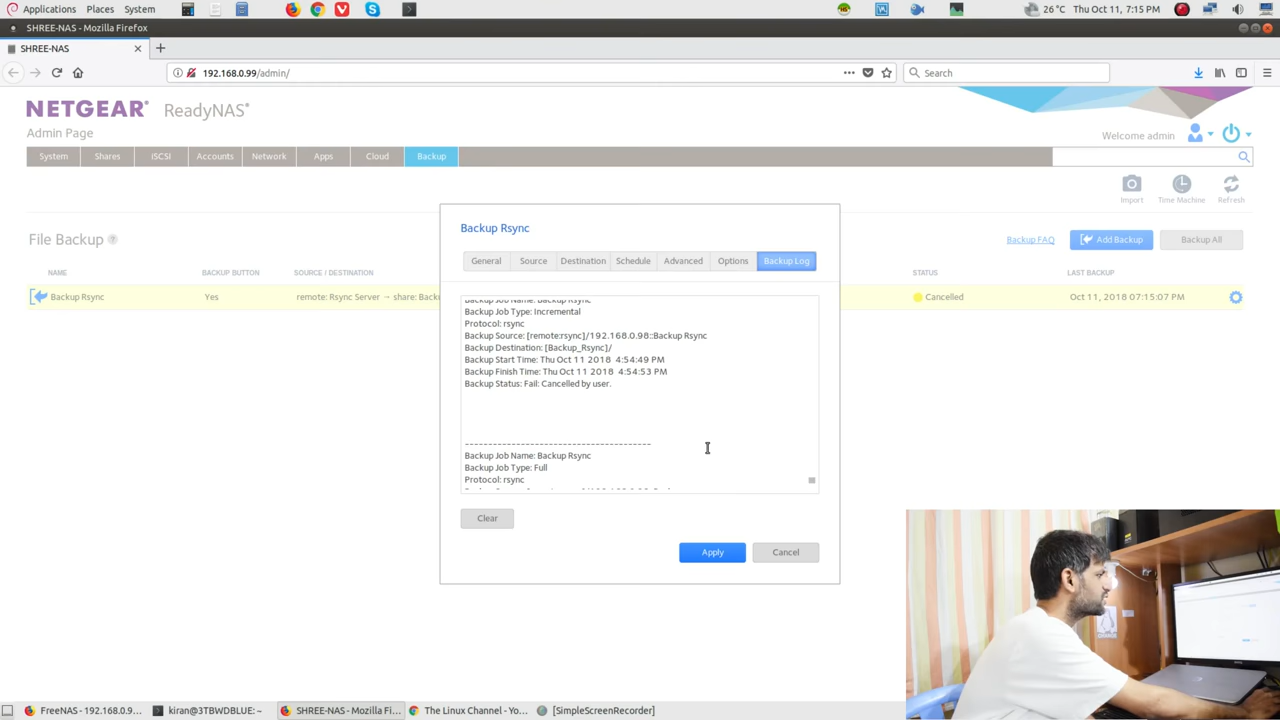 Applications Places System
26 °C Thu Oct 11, 7:15 PM
SHREE-NAS - Mozilla Firefox
SHREE-NAS
192.168.0.99/admin/
Search
NETGEAR® ReadyNAS®
Admin Page
Welcome admin
System Shares iSCSI Accounts Network Apps Cloud Backup
Import Time Machine Refresh
File Backup
Backup FAQ Add Backup Backup All
NAME BACKUP BUTTON SOURCE / DESTINATION STATUS LAST BACKUP
Backup Rsync Yes remote: Rsync Server → share: Backu Cancelled Oct 11, 2018 07:15:07 PM
Backup Rsync
General Source Destination Schedule Advanced Options Backup Log
Backup Job Name: Backup Rsync
Backup Job Type: Incremental
Protocol: rsync
Backup Source: [remote:rsync]/192.168.0.98::Backup Rsync
Backup Destination: [Backup_Rsync]/
Backup Start Time: Thu Oct 11 2018 4:54:49 PM
Backup Finish Time: Thu Oct 11 2018 4:54:53 PM
Backup Status: Fail: Cancelled by user.
----------------------------------------
Backup Job Name: Backup Rsync
Backup Job Type: Full
Protocol: rsync
Clear
Apply Cancel
FreeNAS - 192.168.0.9... kiran@3TBWDBLUE: ~ SHREE-NAS - Mozilla Fi... The Linux Channel - Yo... [SimpleScreenRecorder]